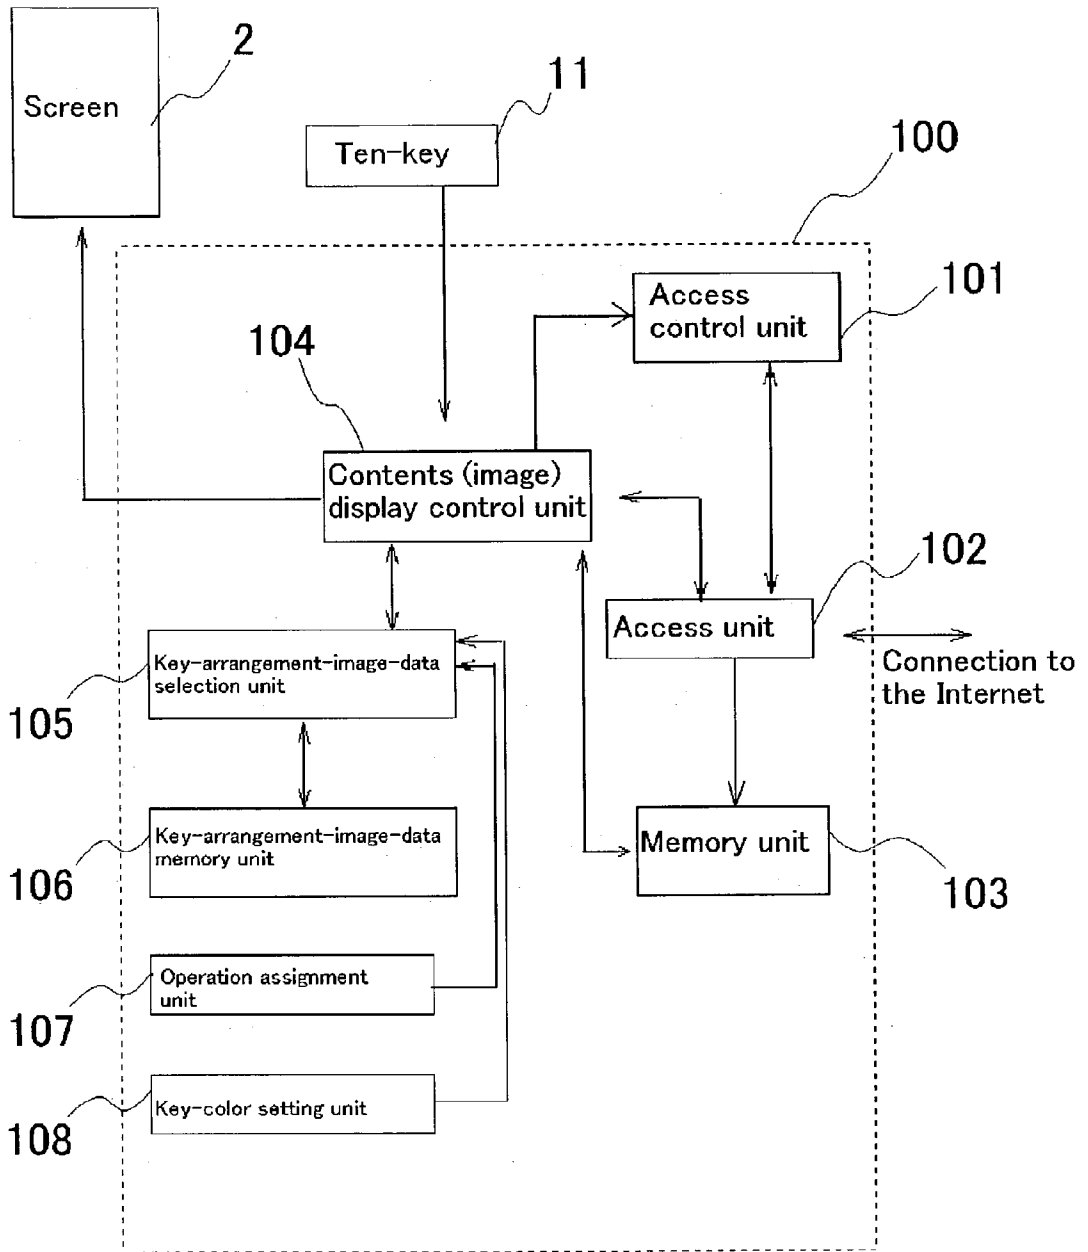 2
Screen
11
Ten-key
100
Access
control unit
101
104
Contents (image)
display control unit
102
Access unit
Connection to
the Internet
Key-arrangement-image-data
selection unit
105
Key-arrangement-image-data
memory unit
106
Memory unit
103
Operation assignment
unit
107
Key-color setting unit
108